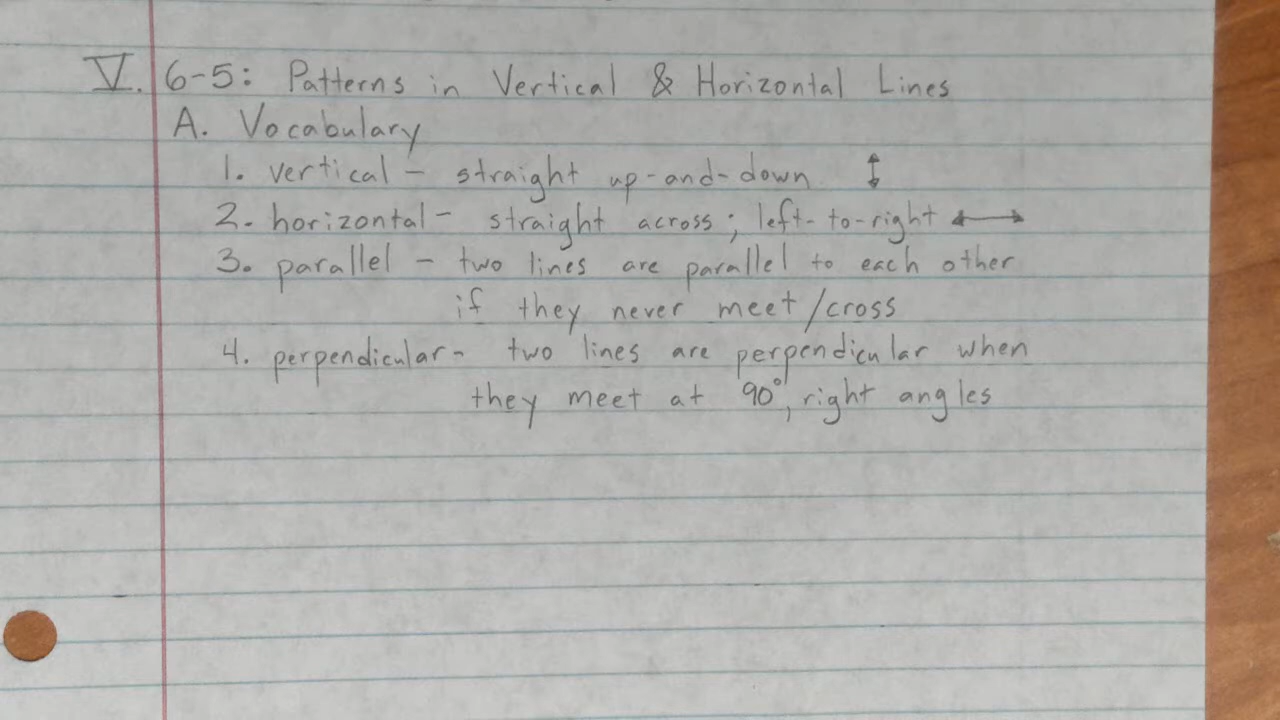 V. 6-5: Patterns in Vertical & Horizontal Lines
A. Vocabulary
1. vertical - straight up-and-down ↕
2. horizontal - straight across; left-to-right ↔
3. parallel - two lines are parallel to each other
if they never meet/cross
4. perpendicular - two lines are perpendicular when
they meet at 90°, right angles